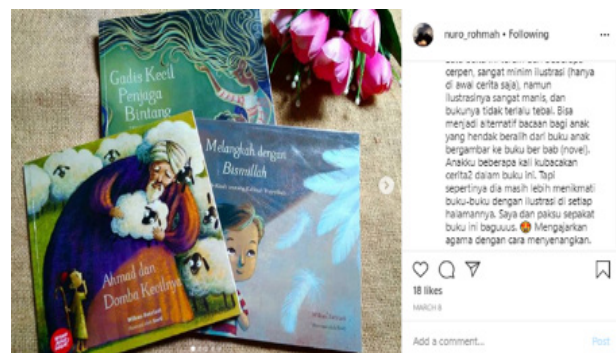 Gadis Kecil
Penjaga
Bintang
Melangkah dengan
Bismillah
Ahmad dan
Domba Kecilnya
nuro_rohmah • Following
cerpen, sangat minim ilustrasi (hanya
di awal cerita saja), namun
ilustrasinya sangat manis, dan
bukunya tidak terlalu tebal. Bisa
menjadi alternatif bacaan bagi anak
yang hendak beralih dari buku anak
bergambar ke buku ber bab (novel).
Anakku beberapa kali kubacakan
cerita2 dalam buku ini. Tapi
sepertinya dia masih lebih menikmati
buku-buku dengan ilustrasi di setiap
halamannya. Saya dan paksu sepakat
buku ini baguuus. 🥰 Mengajarkan
agama dengan cara menyenangkan.
18 likes
MARCH 8
Add a comment...
Post